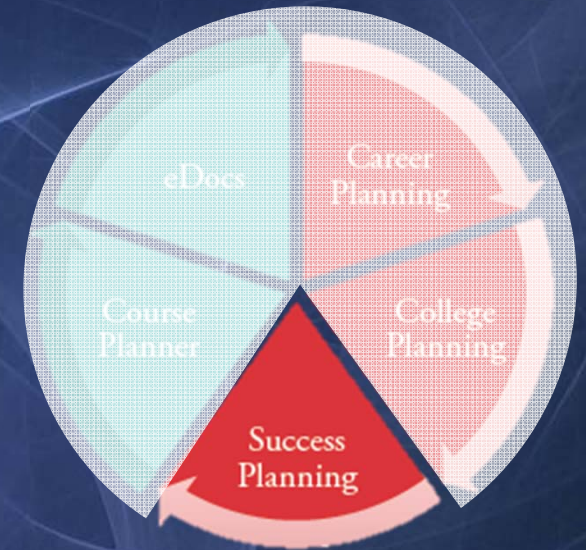 eDocs
Career
Planning
Course
Planner
College
Planning
Success
Planning